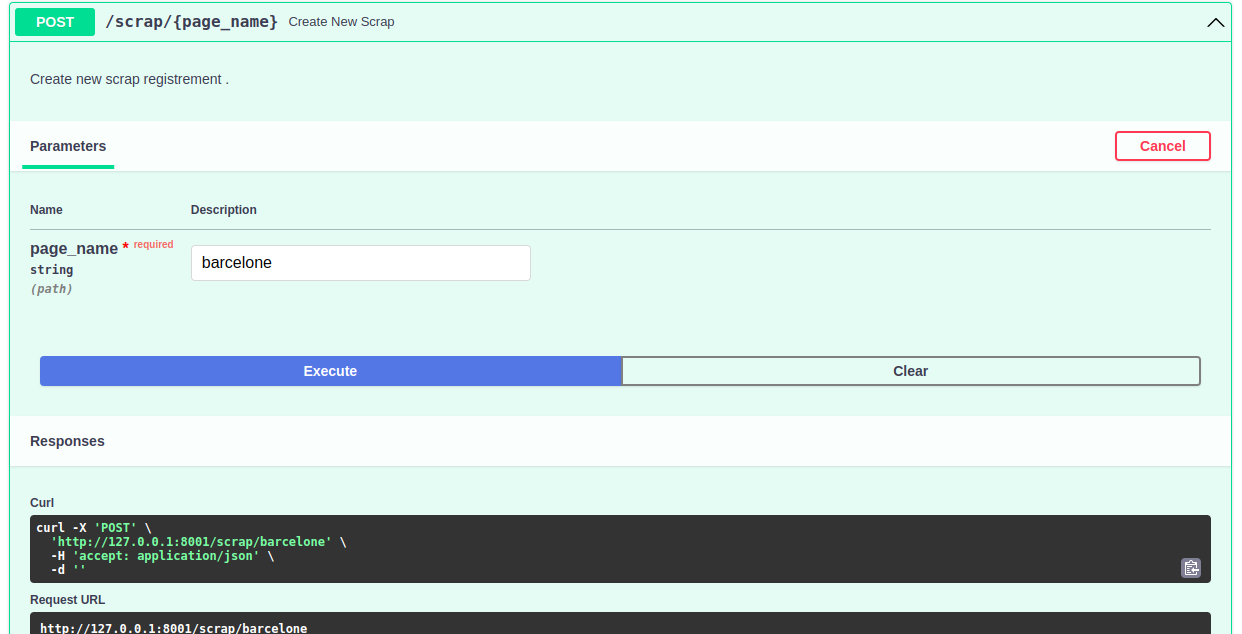 POST /scrap/{page_name} Create New Scrap
Create new scrap registrement .
Parameters Cancel
Name Description
page_name * required barcelone
string
(path)
Execute Clear
Responses
Curl
curl -X 'POST' \
'http://127.0.0.1:8001/scrap/barcelone' \
-H 'accept: application/json' \
-d ''
Request URL
http://127.0.0.1:8001/scrap/barcelone